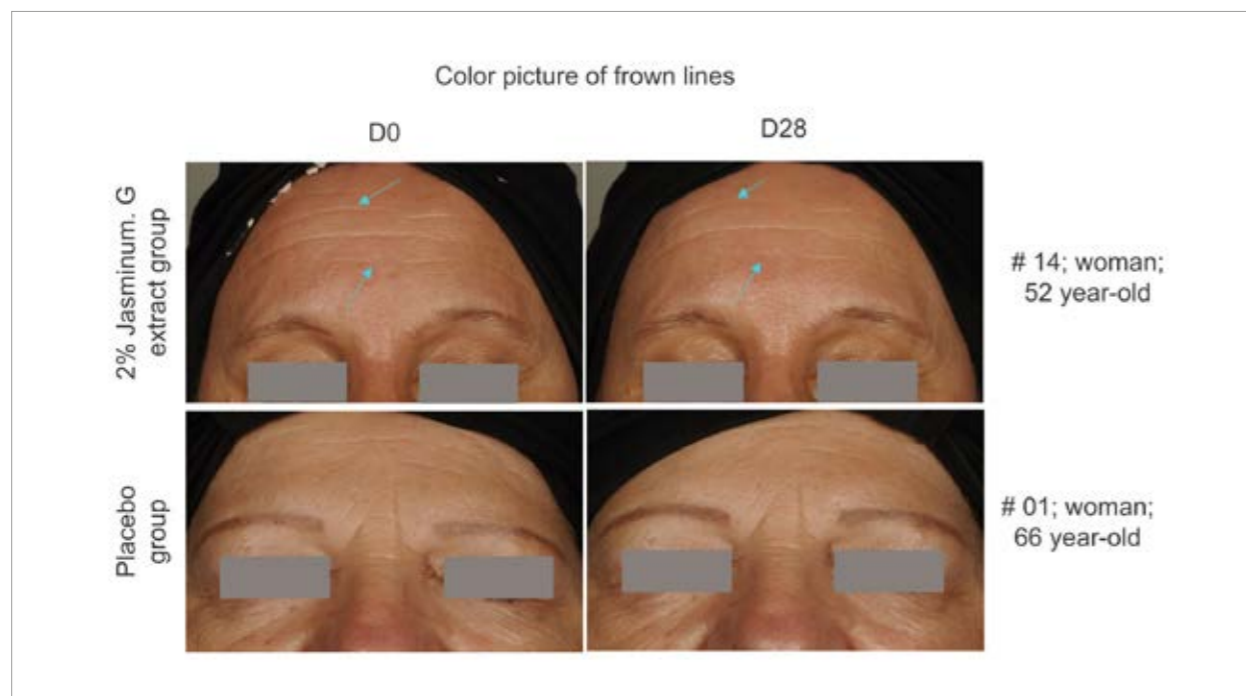 Color picture of frown lines
D0
D28
2% Jasminum. G
extract group
# 14; woman;
52 year-old
Placebo
group
# 01; woman;
66 year-old